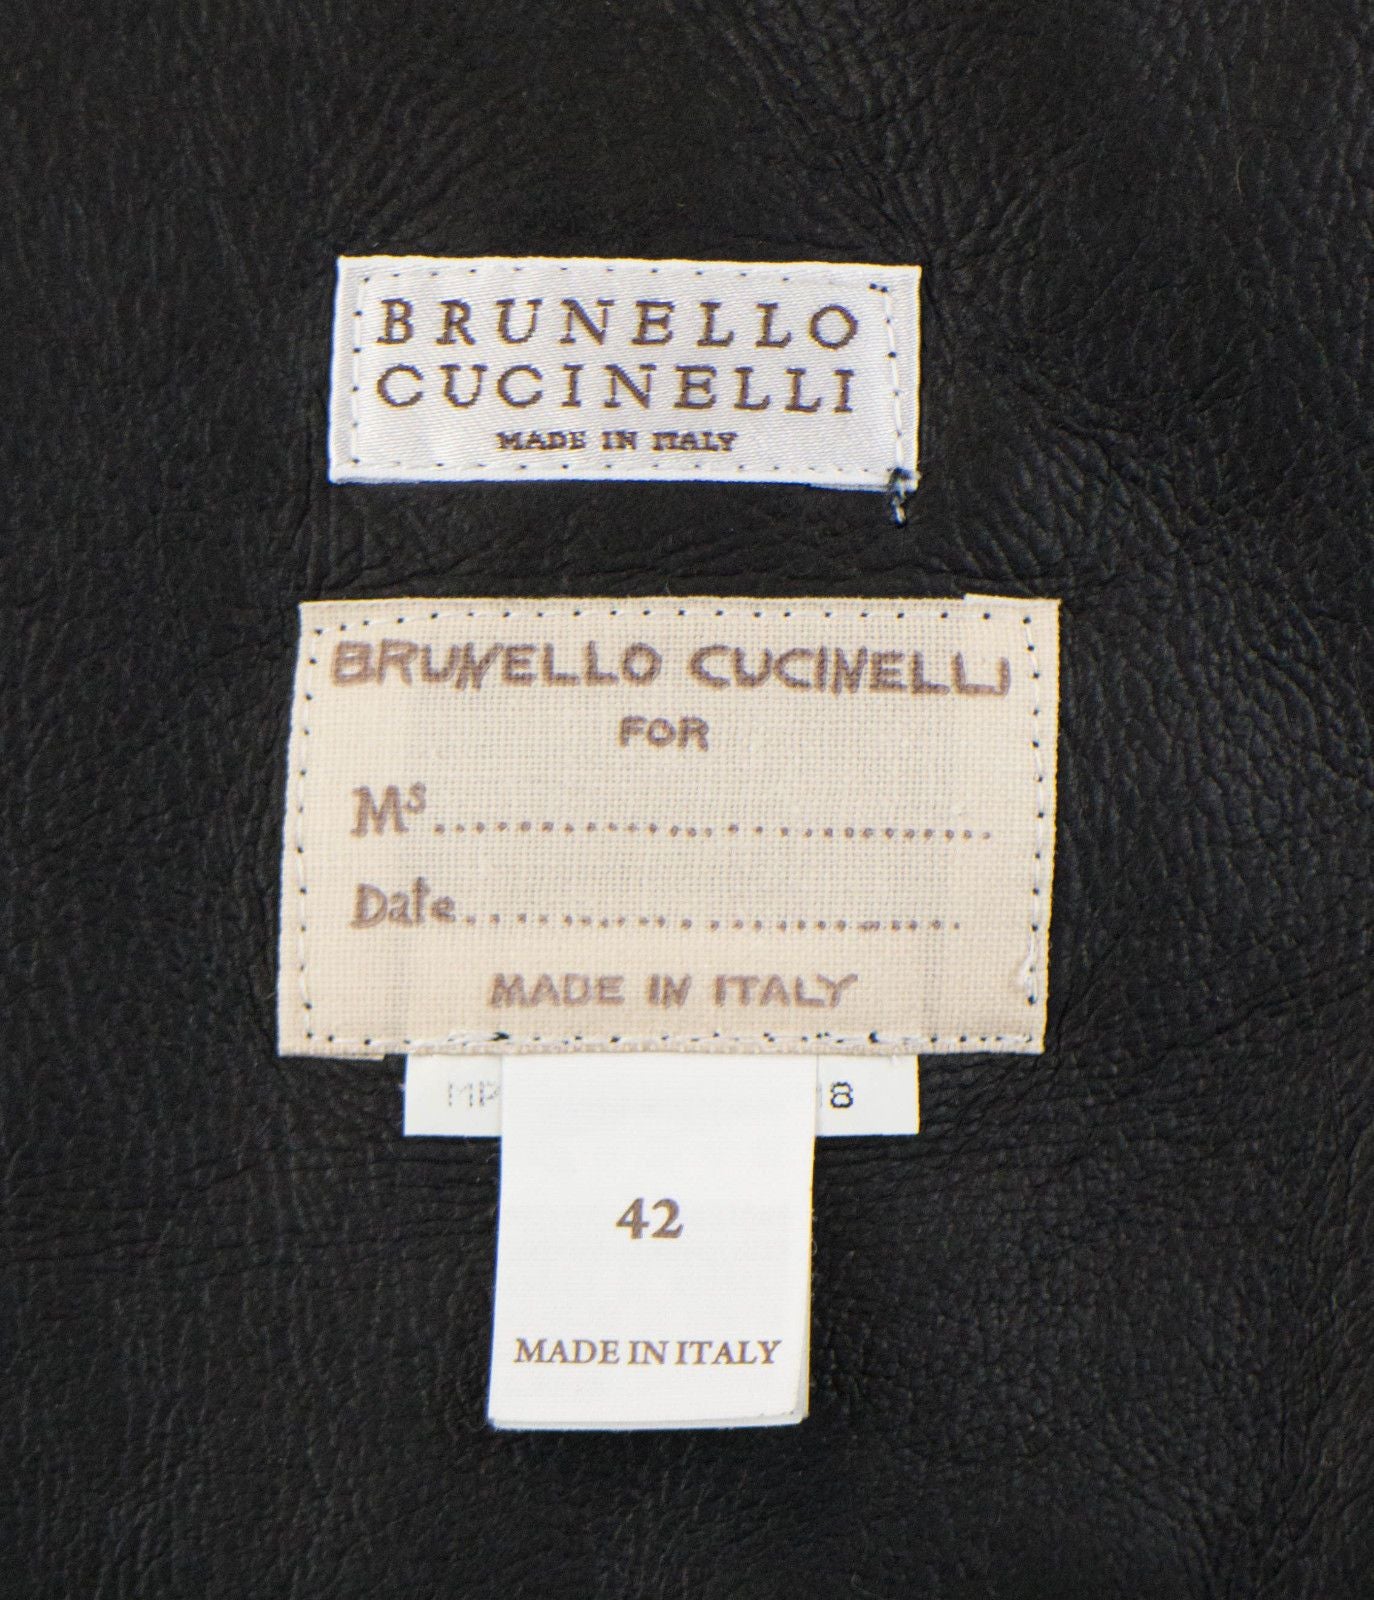 BRUNELLO
CUCINELLI
MADE IN ITALY
BRUNELLO CUCINELLI
FOR
Ms..............................
Date..............................
MADE IN ITALY
42
MADE IN ITALY